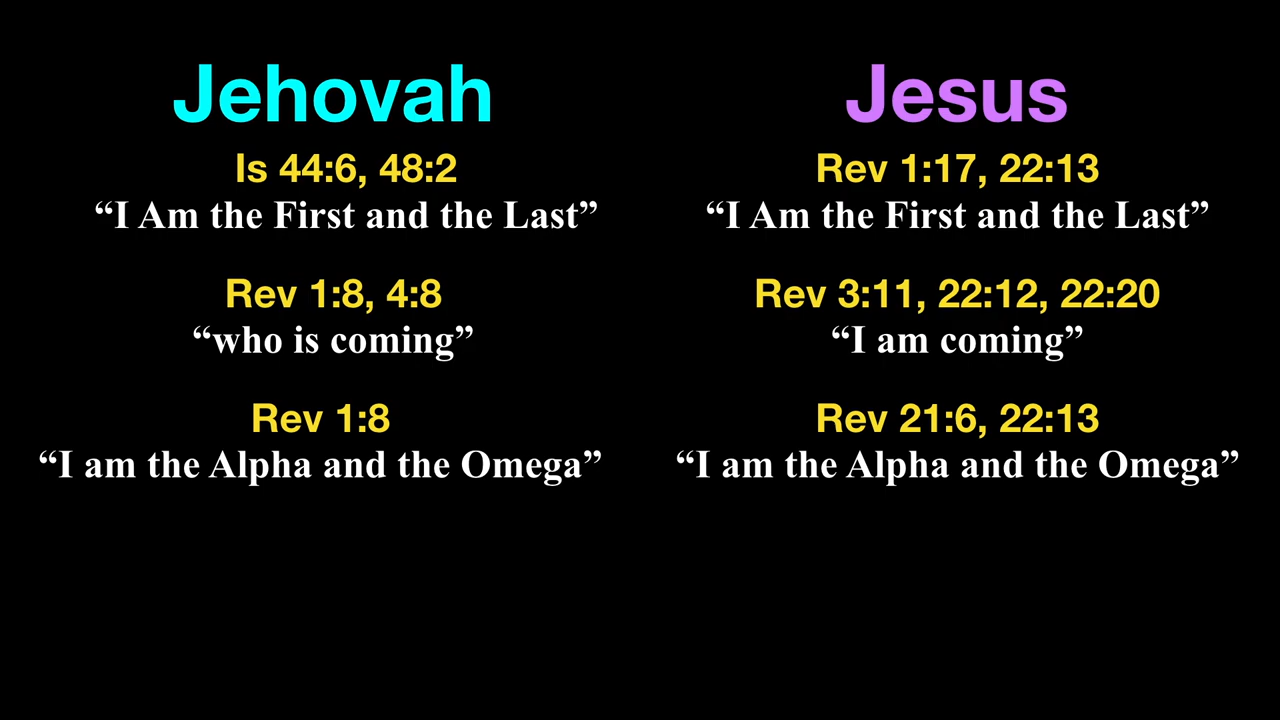 Jehovah
Is 44:6, 48:2
“I Am the First and the Last”
Rev 1:8, 4:8
“who is coming”
Rev 1:8
“I am the Alpha and the Omega”
Jesus
Rev 1:17, 22:13
“I Am the First and the Last”
Rev 3:11, 22:12, 22:20
“I am coming”
Rev 21:6, 22:13
“I am the Alpha and the Omega”